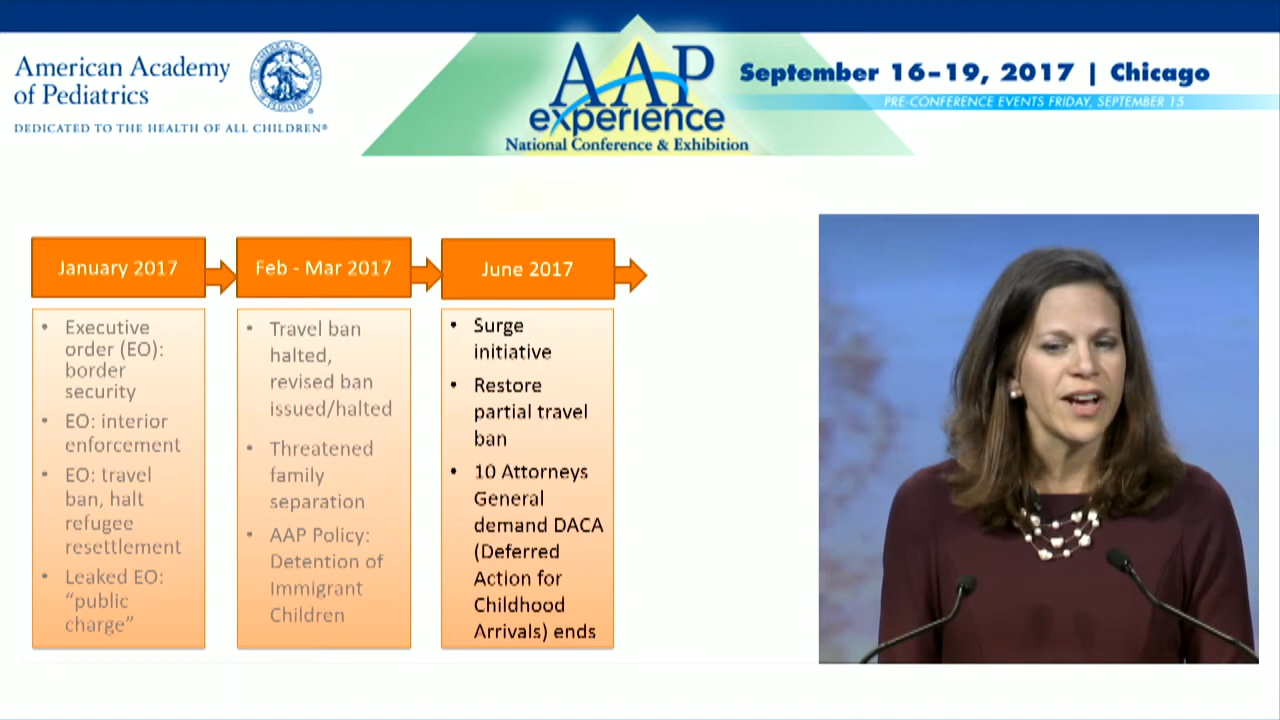 American Academy
of Pediatrics
DEDICATED TO THE HEALTH OF ALL CHILDREN®
AAP
experience
National Conference & Exhibition
September 16–19, 2017 | Chicago
PRE-CONFERENCE EVENTS FRIDAY, SEPTEMBER 15
January 2017
• Executive
order (EO):
border
security
• EO: interior
enforcement
• EO: travel
ban, halt
refugee
resettlement
• Leaked EO:
“public
charge”
Feb - Mar 2017
• Travel ban
halted,
revised ban
issued/halted
• Threatened
family
separation
• AAP Policy:
Detention of
Immigrant
Children
June 2017
• Surge
initiative
• Restore
partial travel
ban
• 10 Attorneys
General
demand DACA
(Deferred
Action for
Childhood
Arrivals) ends